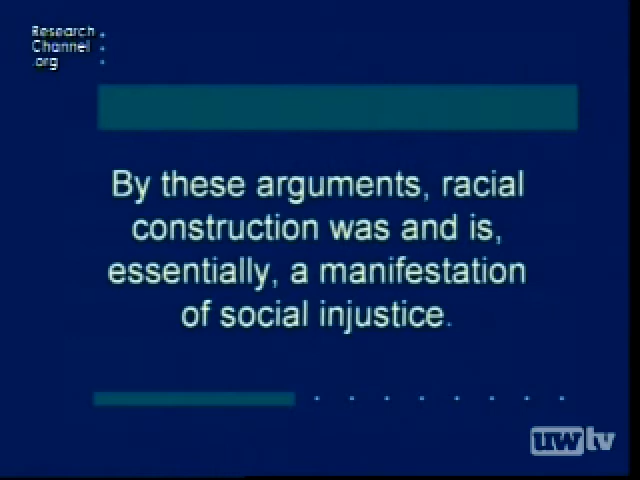 Research
Channel
.org
By these arguments, racial
construction was and is,
essentially, a manifestation
of social injustice.
uwtv